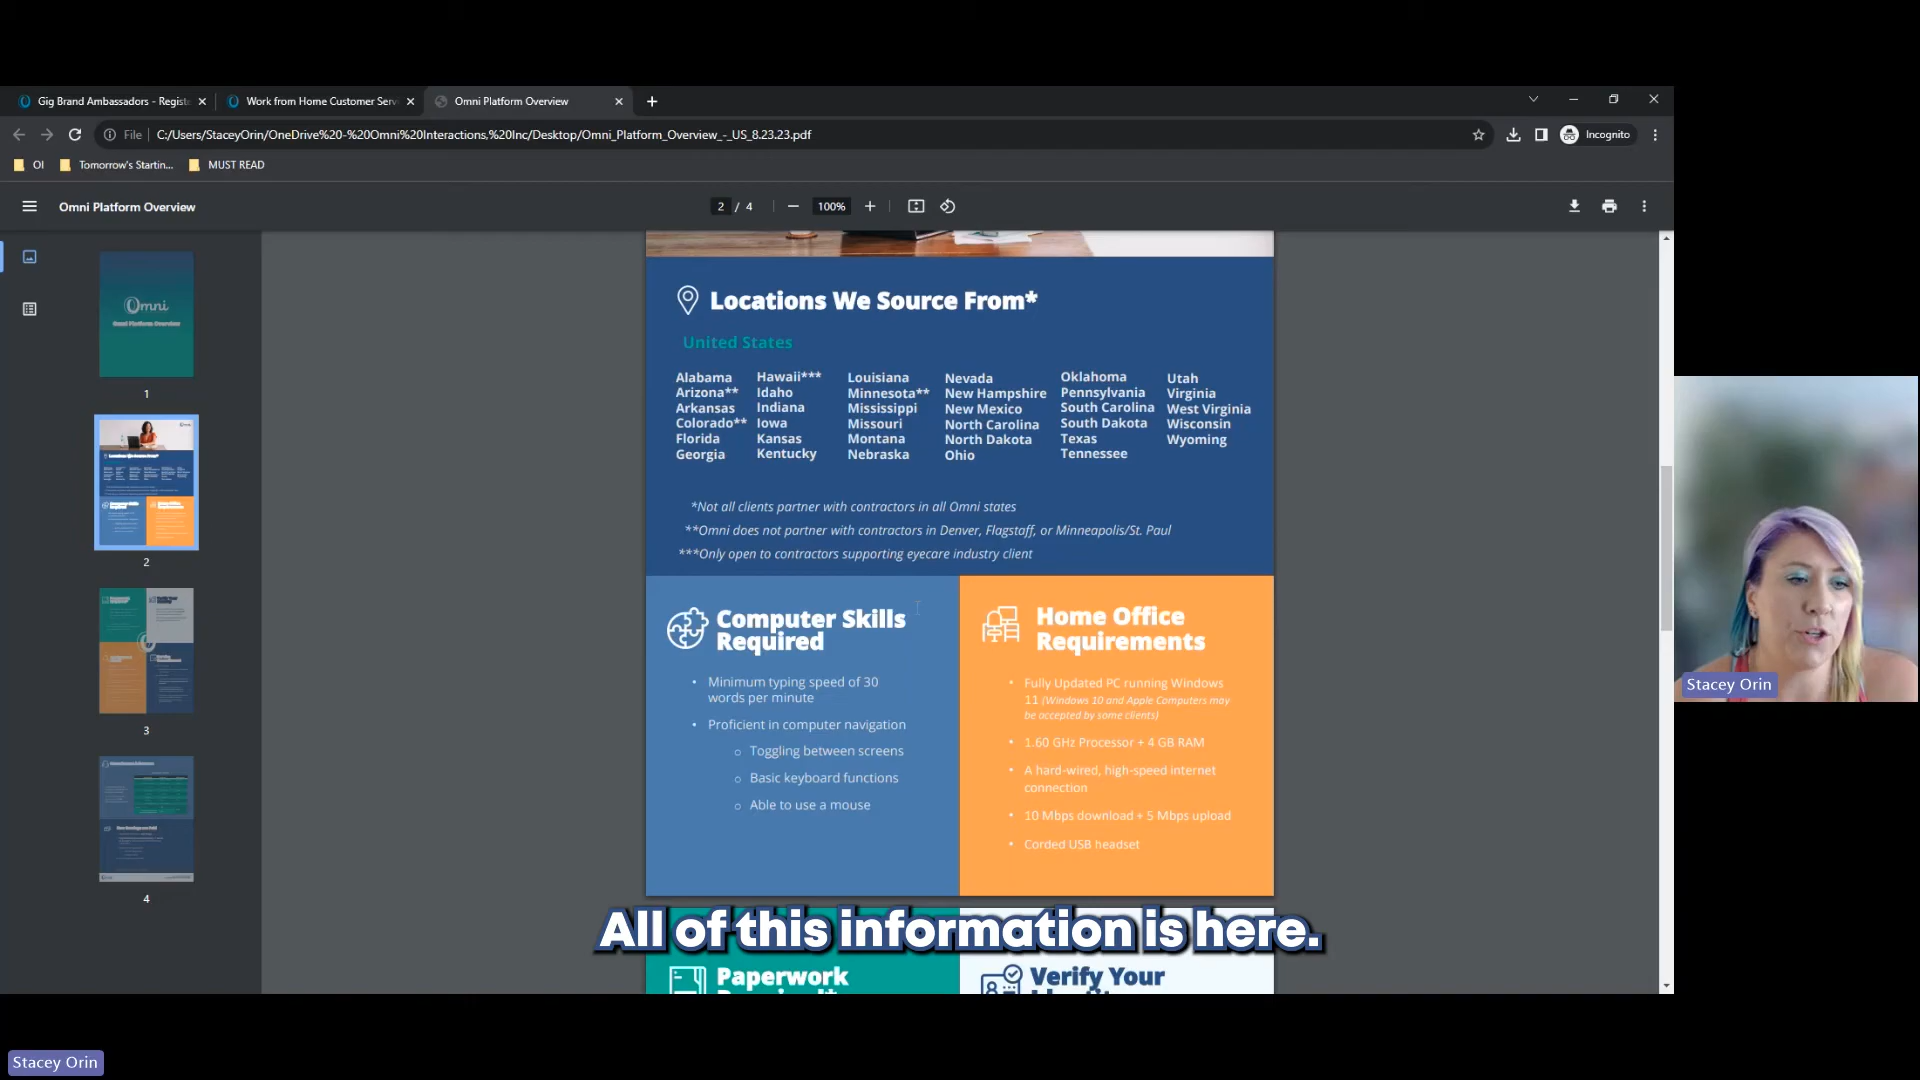 Gig Brand Ambassadors - Registe
Work from Home Customer Serv
Omni Platform Overview
File
C:/Users/StaceyOrin/OneDrive%20-%20Omni%20Interactions,%20Inc/Desktop/Omni_Platform_Overview_-_US_8.23.23.pdf
Incognito
OI
Tomorrow's Startin...
MUST READ
Omni Platform Overview
2 / 4
100%
Omni
Omni Platform Overview
1
2
3
4
Locations We Source From*
United States
Alabama
Arizona**
Arkansas
Colorado**
Florida
Georgia
Hawaii***
Idaho
Indiana
Iowa
Kansas
Kentucky
Louisiana
Minnesota**
Mississippi
Missouri
Montana
Nebraska
Nevada
New Hampshire
New Mexico
North Carolina
North Dakota
Ohio
Oklahoma
Pennsylvania
South Carolina
South Dakota
Texas
Tennessee
Utah
Virginia
West Virginia
Wisconsin
Wyoming
*Not all clients partner with contractors in all Omni states
**Omni does not partner with contractors in Denver, Flagstaff, or Minneapolis/St. Paul
***Only open to contractors supporting eyecare industry client
Computer Skills
Required
• Minimum typing speed of 30
words per minute
• Proficient in computer navigation
○ Toggling between screens
○ Basic keyboard functions
○ Able to use a mouse
Home Office
Requirements
• Fully Updated PC running Windows
11 (Windows 10 and Apple Computers may
be accepted by some clients)
• 1.60 GHz Processor + 4 GB RAM
• A hard-wired, high-speed internet
connection
• 10 Mbps download + 5 Mbps upload
• Corded USB headset
All of this information is here.
Paperwork
Verify Your
Stacey Orin
Stacey Orin